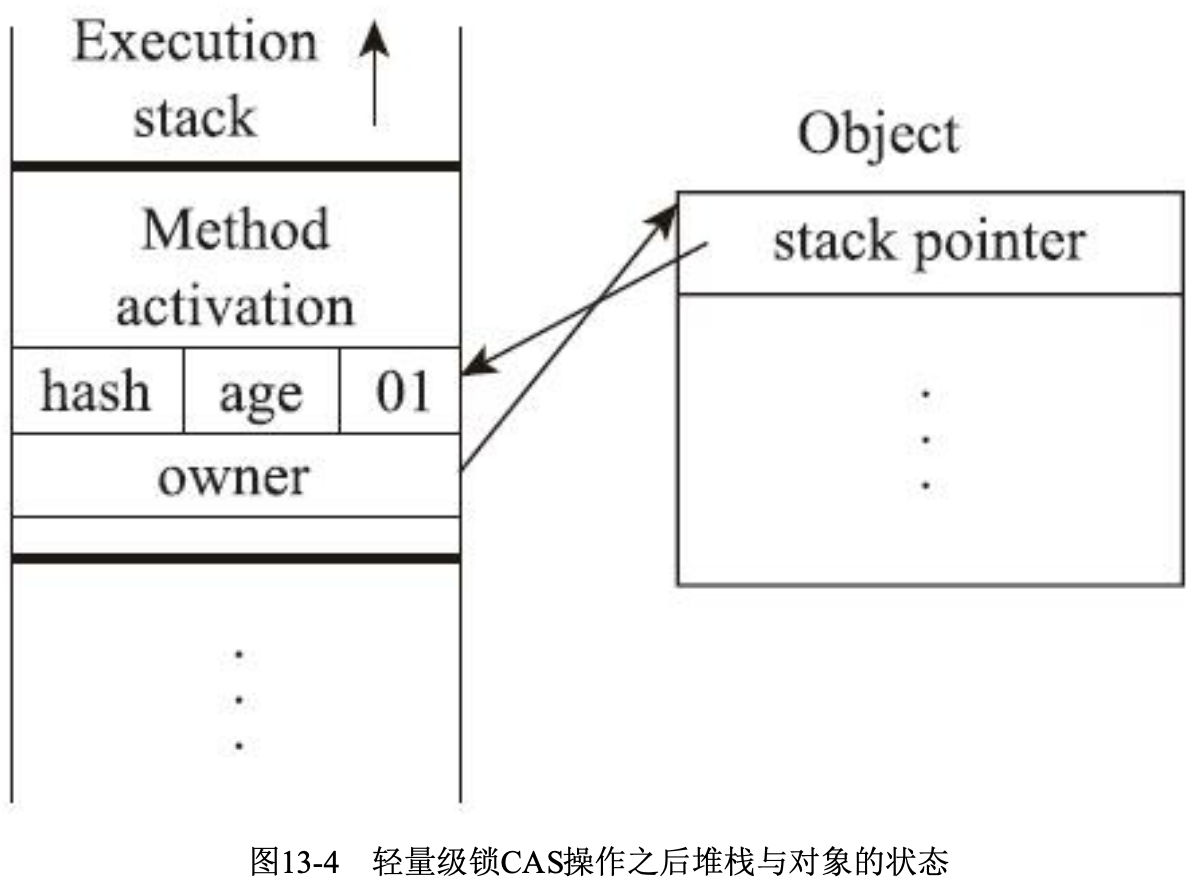 Execution
stack
Object
Method
activation
stack pointer
hash age 01
owner
图13-4 轻量级锁CAS操作之后堆栈与对象的状态